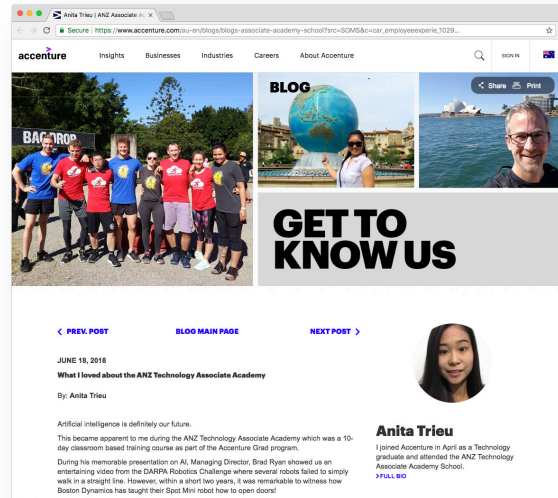 Anita Trieu | ANZ Associate Ac
Secure | https://www.accenture.com/au-en/blogs/blogs-associate-academy-school?src=SOMS&c=car_employeeexperie_1029...
accenture
Insights Businesses Industries Careers About Accenture SIGN IN
BAG DROP
BLOG
Share Print
GET TO
KNOW US
PREV. POST BLOG MAIN PAGE NEXT POST
JUNE 18, 2018
What I loved about the ANZ Technology Associate Academy
By: Anita Trieu
Artificial intelligence is definitely our future.
This became apparent to me during the ANZ Technology Associate Academy which was a 10-
day classroom based training course as part of the Accenture Grad program.
During his memorable presentation on AI, Managing Director, Brad Ryan showed us an
entertaining video from the DARPA Robotics Challenge where several robots failed to simply
walk in a straight line. However, within a short two years, it was remarkable to witness how
Boston Dynamics has taught their Spot Mini robot how to open doors!
Anita Trieu
I joined Accenture in April as a Technology
graduate and attended the ANZ Technology
Associate Academy School.
>FULL BIO